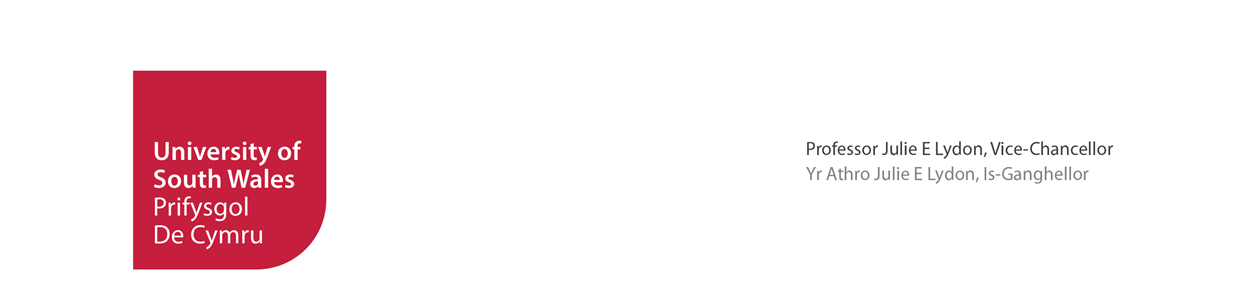 University of
South Wales
Prifysgol
De Cymru
Professor Julie E Lydon, Vice-Chancellor
Yr Athro Julie E Lydon, Is-Ganghellor